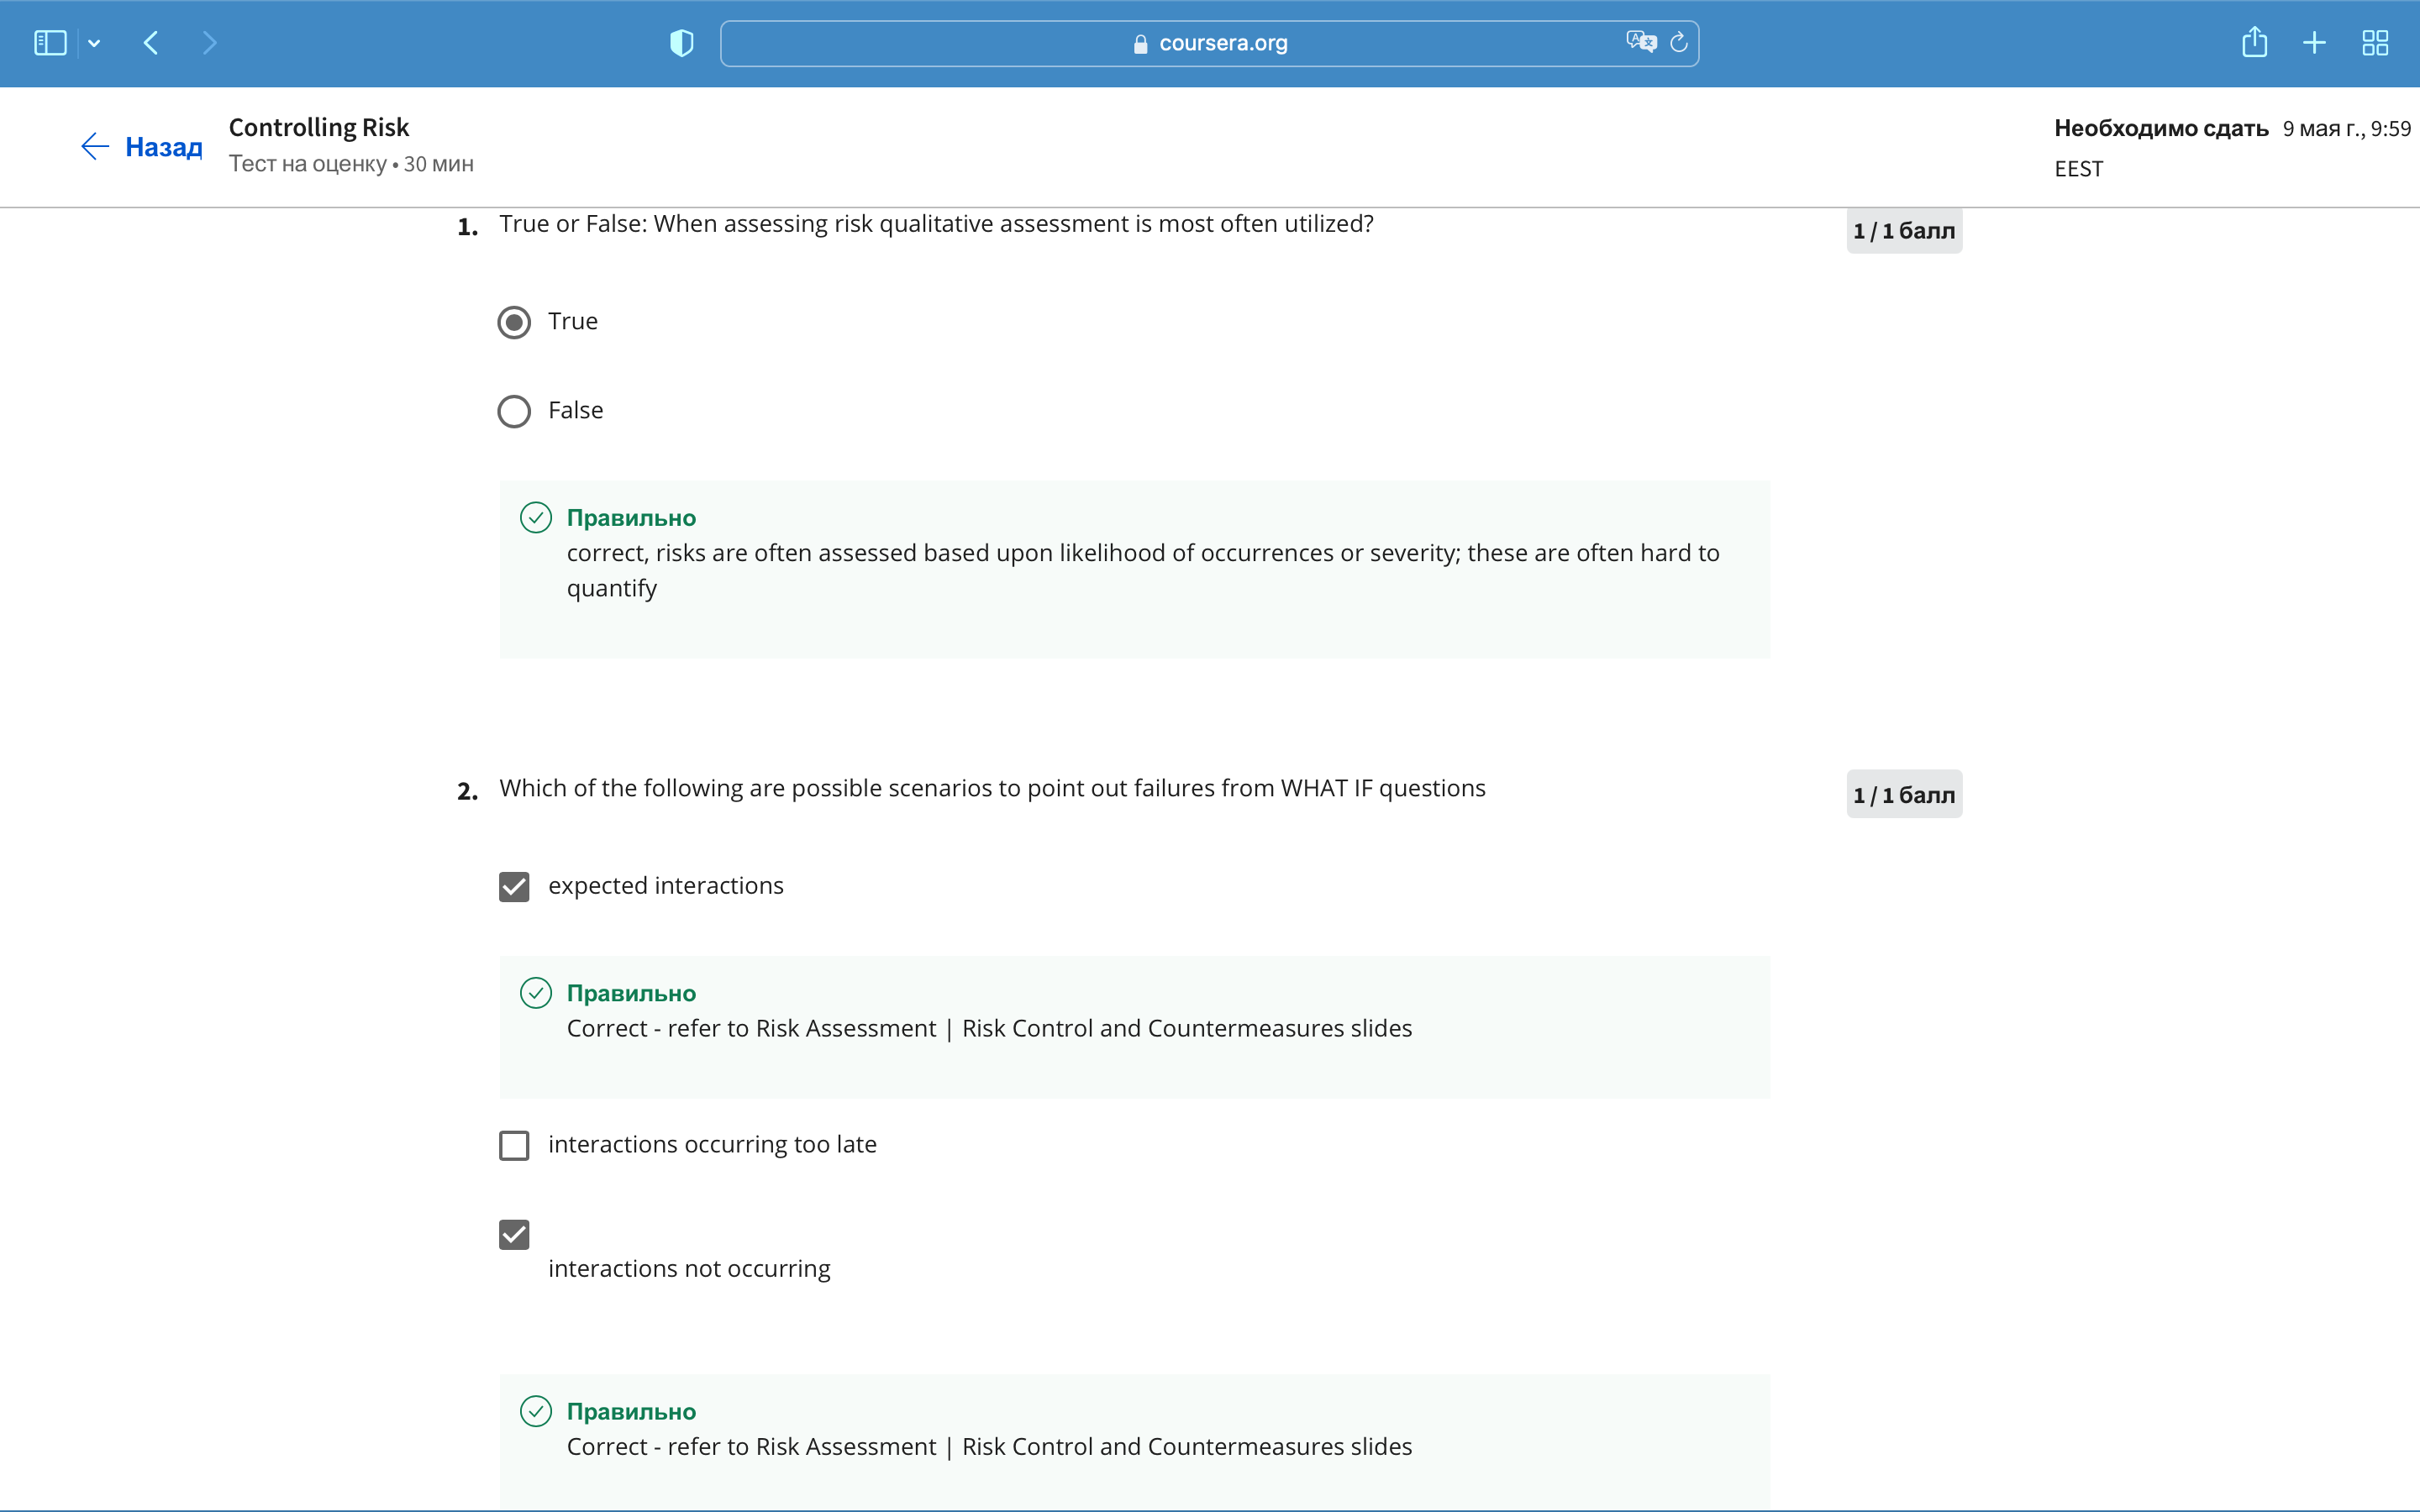 coursera.org
Назад
Controlling Risk
Тест на оценку • 30 мин
Необходимо сдать 9 мая г., 9:59
EEST
1. True or False: When assessing risk qualitative assessment is most often utilized?
1 / 1 балл
True
False
Правильно
correct, risks are often assessed based upon likelihood of occurrences or severity; these are often hard to
quantify
2. Which of the following are possible scenarios to point out failures from WHAT IF questions
1 / 1 балл
expected interactions
Правильно
Correct - refer to Risk Assessment | Risk Control and Countermeasures slides
interactions occurring too late
interactions not occurring
Правильно
Correct - refer to Risk Assessment | Risk Control and Countermeasures slides